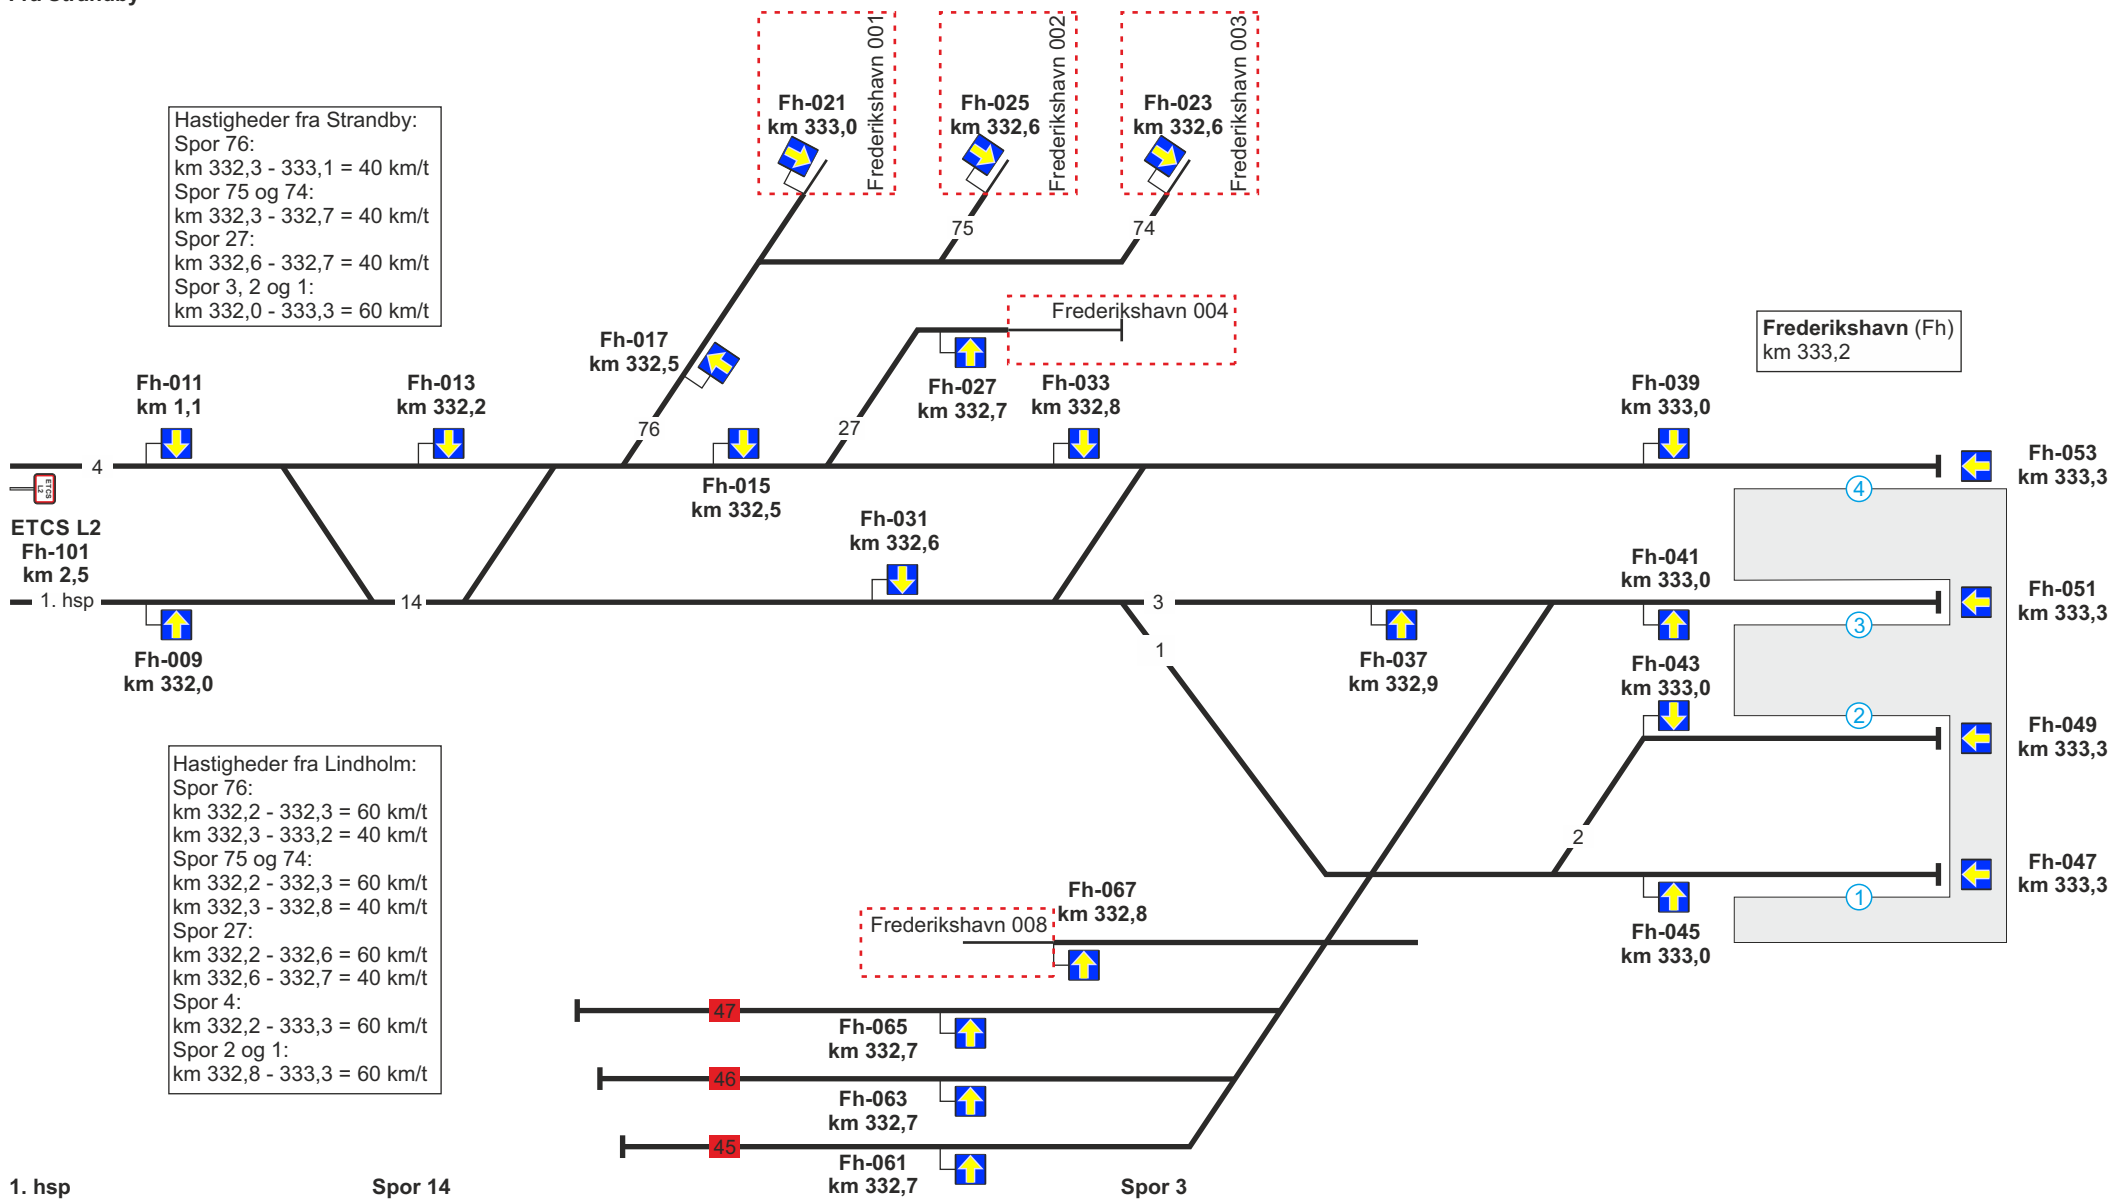 Fra Strandby
Frederikshavn 001
Frederikshavn 002
Frederikshavn 003
Fh-021
km 333,0
Fh-025
km 332,6
Fh-023
km 332,6
Hastigheder fra Strandby:
Spor 76:
km 332,3 - 333,1 = 40 km/t
Spor 75 og 74:
km 332,3 - 332,7 = 40 km/t
Spor 27:
km 332,6 - 332,7 = 40 km/t
Spor 3, 2 og 1:
km 332,0 - 333,3 = 60 km/t
75
74
Frederikshavn 004
Frederikshavn (Fh)
km 333,2
Fh-017
km 332,5
Fh-011
km 1,1
Fh-013
km 332,2
Fh-027
km 332,7
Fh-033
km 332,8
Fh-039
km 333,0
76
27
4
Fh-053
km 333,3
4
ETCS
L2
Fh-015
km 332,5
ETCS L2
Fh-101
km 2,5
Fh-031
km 332,6
Fh-041
km 333,0
Fh-051
km 333,3
1. hsp
14
3
3
1
Fh-009
km 332,0
Fh-037
km 332,9
Fh-043
km 333,0
2
Fh-049
km 333,3
Hastigheder fra Lindholm:
Spor 76:
km 332,2 - 332,3 = 60 km/t
km 332,3 - 333,2 = 40 km/t
Spor 75 og 74:
km 332,2 - 332,3 = 60 km/t
km 332,3 - 332,8 = 40 km/t
Spor 27:
km 332,2 - 332,6 = 60 km/t
km 332,6 - 332,7 = 40 km/t
Spor 4:
km 332,2 - 333,3 = 60 km/t
Spor 2 og 1:
km 332,8 - 333,3 = 60 km/t
2
Fh-047
km 333,3
1
Fh-067
km 332,8
Frederikshavn 008
Fh-045
km 333,0
47
Fh-065
km 332,7
46
Fh-063
km 332,7
45
Fh-061
km 332,7
1. hsp
Spor 14
Spor 3